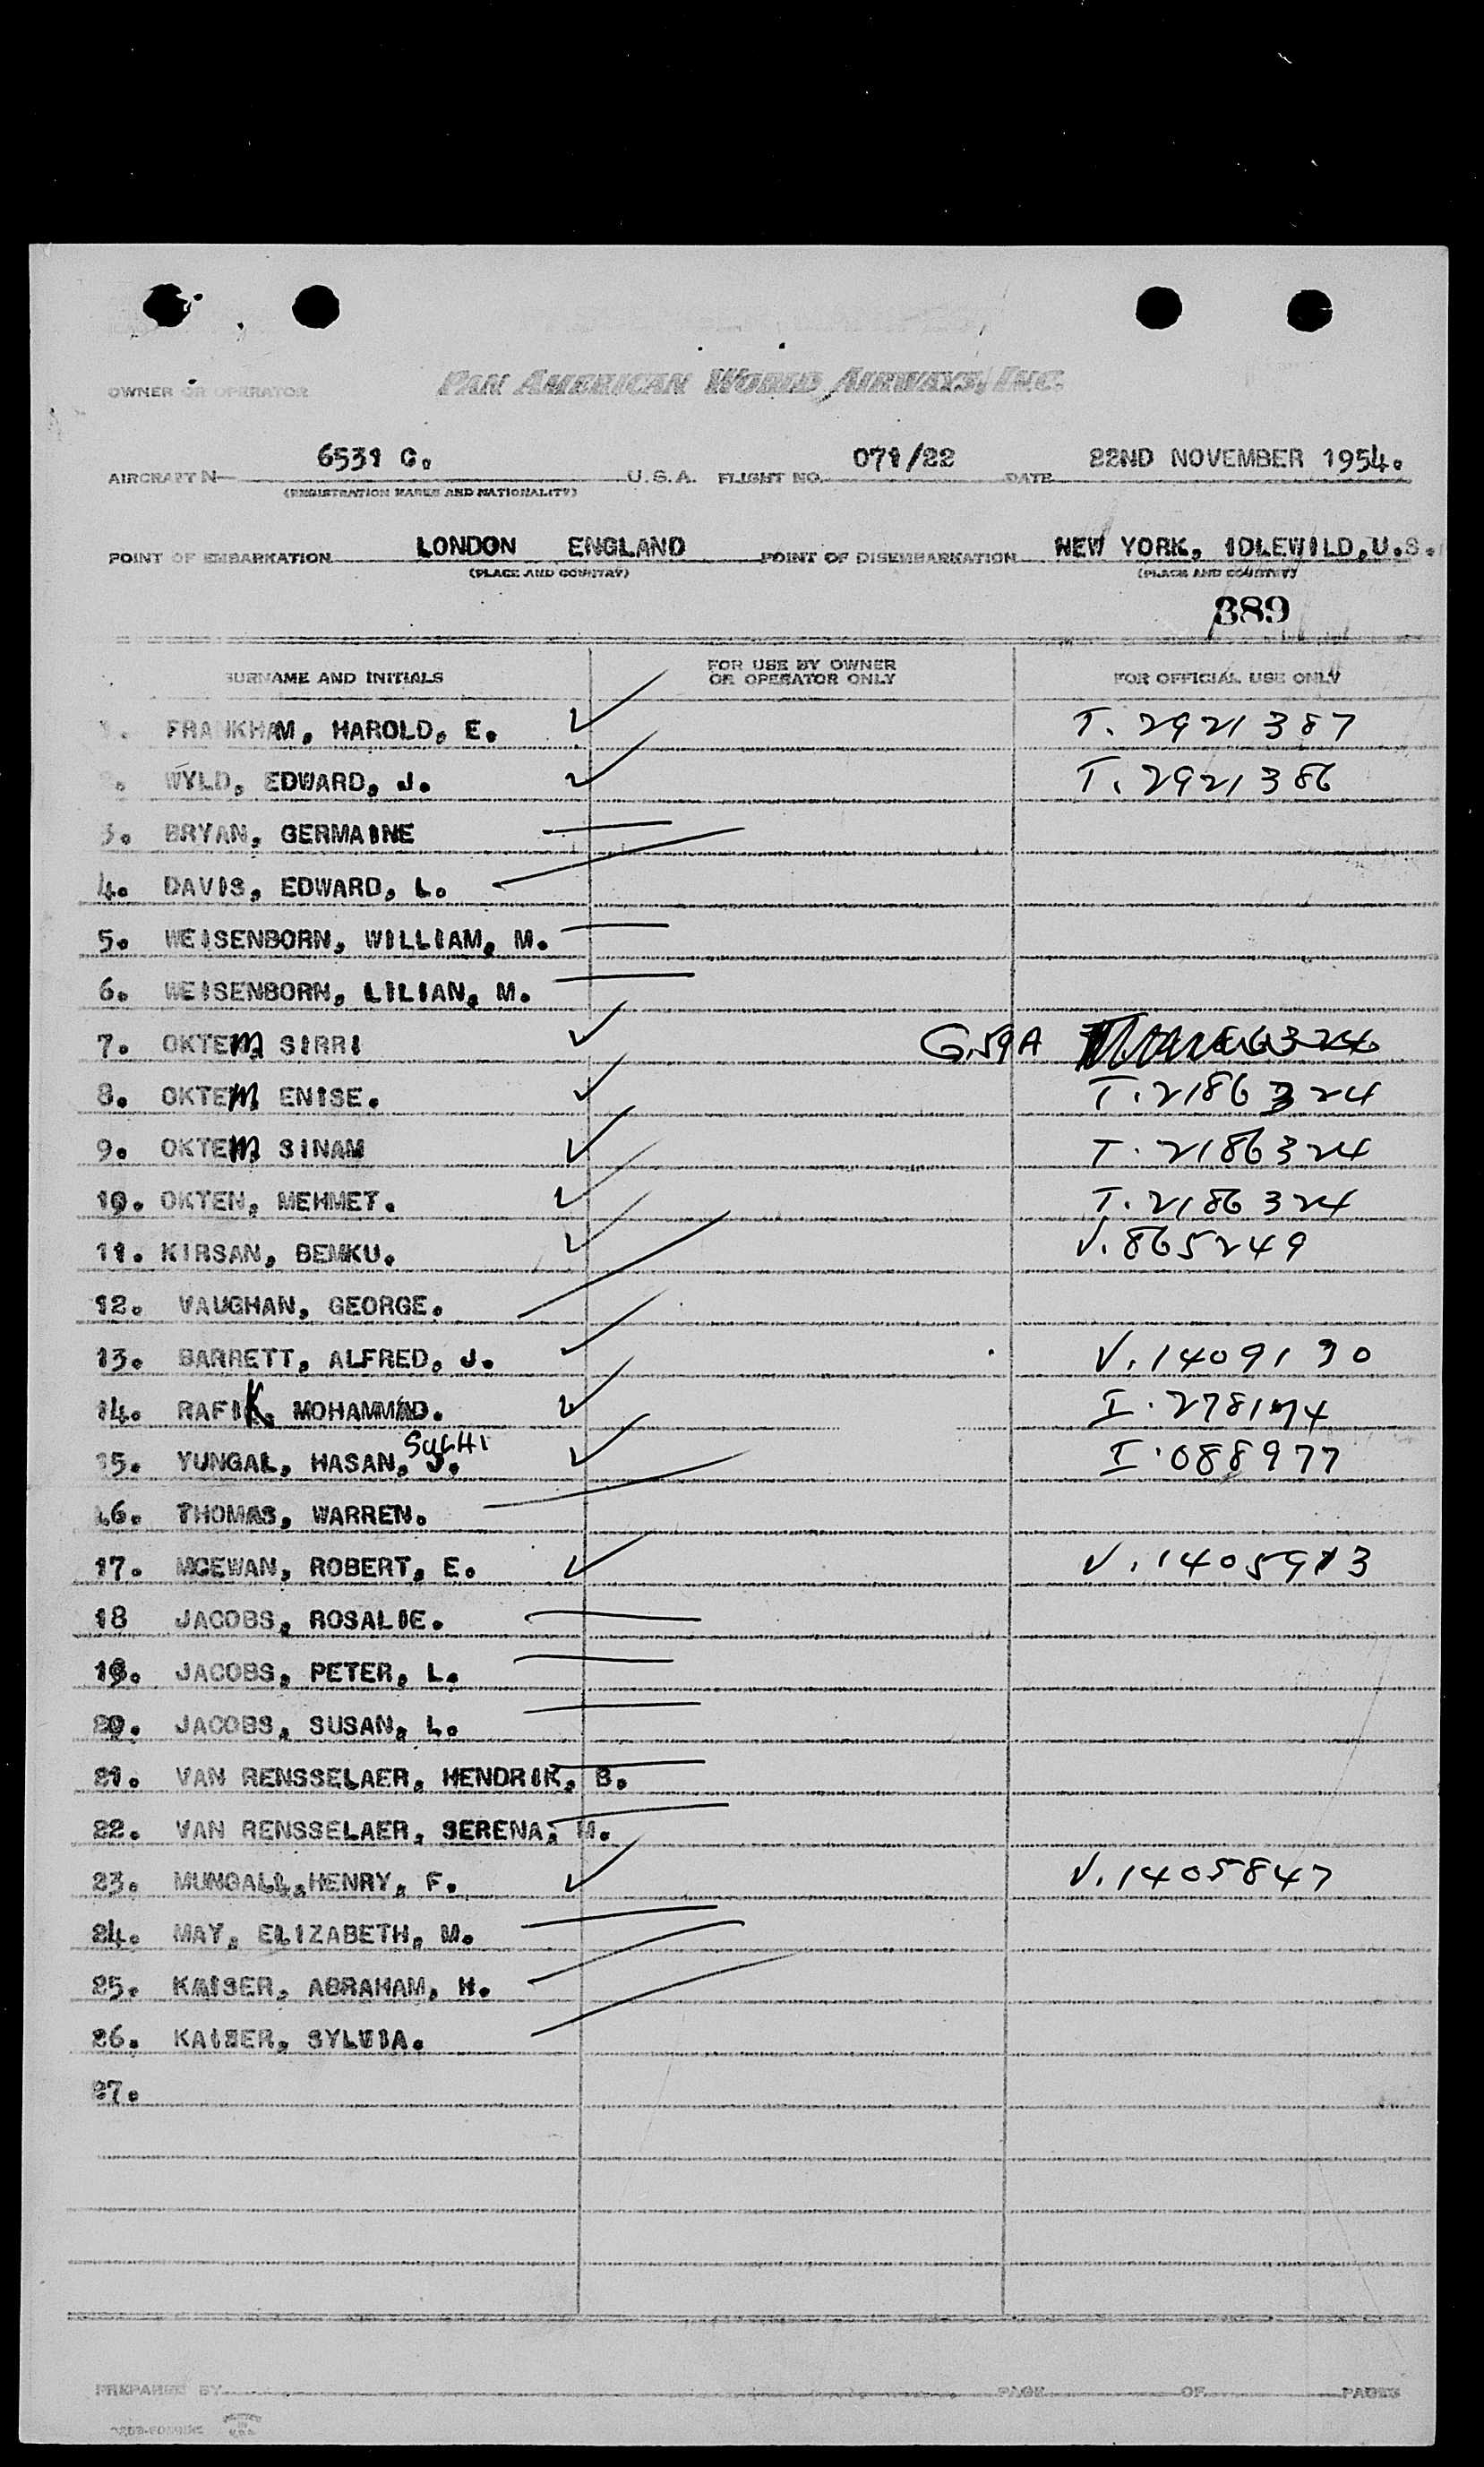 OWNER OR OPERATOR PAN AMERICAN WORLD AIRWAYS, INC.
AIRCRAFT N 6531 C. U.S.A. FLIGHT NO. 071/22 DATE 22ND NOVEMBER 1954.
(REGISTRATION MARKS AND NATIONALITY)
POINT OF EMBARKATION LONDON ENGLAND POINT OF DISEMBARKATION NEW YORK, IDLEWILD, U.S.
(PLACE AND COUNTRY) (PLACE AND COUNTRY)
389
SURNAME AND INITIALS FOR USE BY OWNER OR OPERATOR ONLY FOR OFFICIAL USE ONLY
1. FRANKHAM, HAROLD, E. T. 2921387
2. WYLD, EDWARD, J. T. 2921386
3. BRYAN, GERMAINE
4. DAVIS, EDWARD, L.
5. WEISENBORN, WILLIAM, M.
6. WEISENBORN, LILIAN, M.
7. OKTEM, SIRRI G.59A
8. OKTEM, ENISE. T. 2186324
9. OKTEM, SINAM T. 2186324
10. OKTEN, MEHMET. T. 2186324
11. KIRSAN, BEMKU. V. 865249
12. VAUGHAN, GEORGE.
13. BARRETT, ALFRED, J. V. 1409130
14. RAFIK, MOHAMMAD. I. 278174
SULHI
15. YUNGAL, HASAN, J. I. 088977
16. THOMAS, WARREN.
17. MCEWAN, ROBERT, E. V. 1405913
18 JACOBS, ROSALIE.
19. JACOBS, PETER, L.
20. JACOBS, SUSAN, L.
21. VAN RENSSELAER, HENDRIK, B.
22. VAN RENSSELAER, SERENA, M.
23. MUNGALL, HENRY, F. V. 1405847
24. MAY, ELIZABETH, M.
25. KAISER, ABRAHAM, H.
26. KAISER, SYLVIA.
27.
PREPARED BY PAGE OF PAGES
PRINTED IN U.S.A.